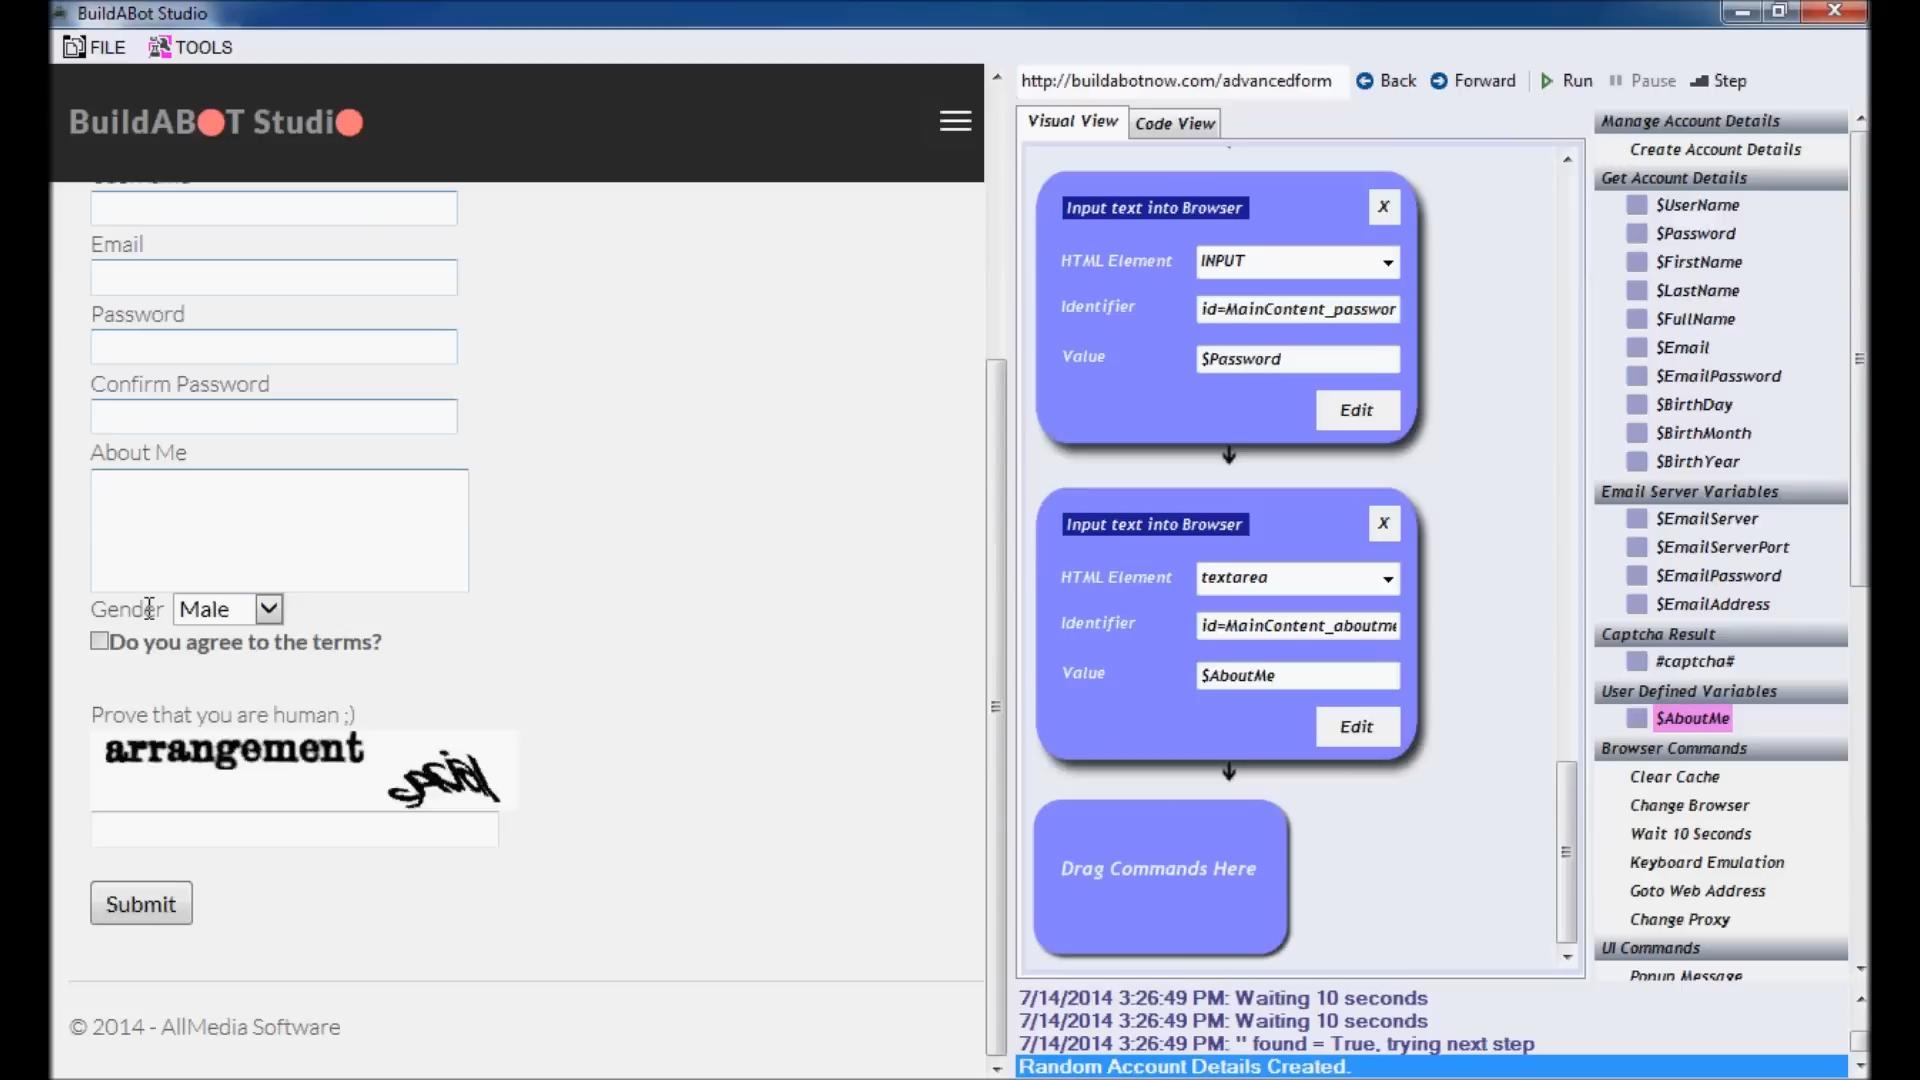 BuildABot Studio
FILE TOOLS
BuildABOT StudiO
http://buildabotnow.com/advancedform Back Forward Run Pause Step
Visual View Code View
Email
Password
Confirm Password
About Me
Gender Male
Do you agree to the terms?
Prove that you are human ;)
arrangement
Submit
© 2014 - AllMedia Software
Input text into Browser X
HTML Element INPUT
Identifier id=MainContent_passwor
Value $Password
Edit
Input text into Browser X
HTML Element textarea
Identifier id=MainContent_aboutme
Value $AboutMe
Edit
Drag Commands Here
Manage Account Details
Create Account Details
Get Account Details
$UserName
$Password
$FirstName
$LastName
$FullName
$Email
$EmailPassword
$BirthDay
$BirthMonth
$BirthYear
Email Server Variables
$EmailServer
$EmailServerPort
$EmailPassword
$EmailAddress
Captcha Result
#captcha#
User Defined Variables
$AboutMe
Browser Commands
Clear Cache
Change Browser
Wait 10 Seconds
Keyboard Emulation
Goto Web Address
Change Proxy
UI Commands
Popup Message
7/14/2014 3:26:49 PM: Waiting 10 seconds
7/14/2014 3:26:49 PM: Waiting 10 seconds
7/14/2014 3:26:49 PM: '' found = True, trying next step
Random Account Details Created.